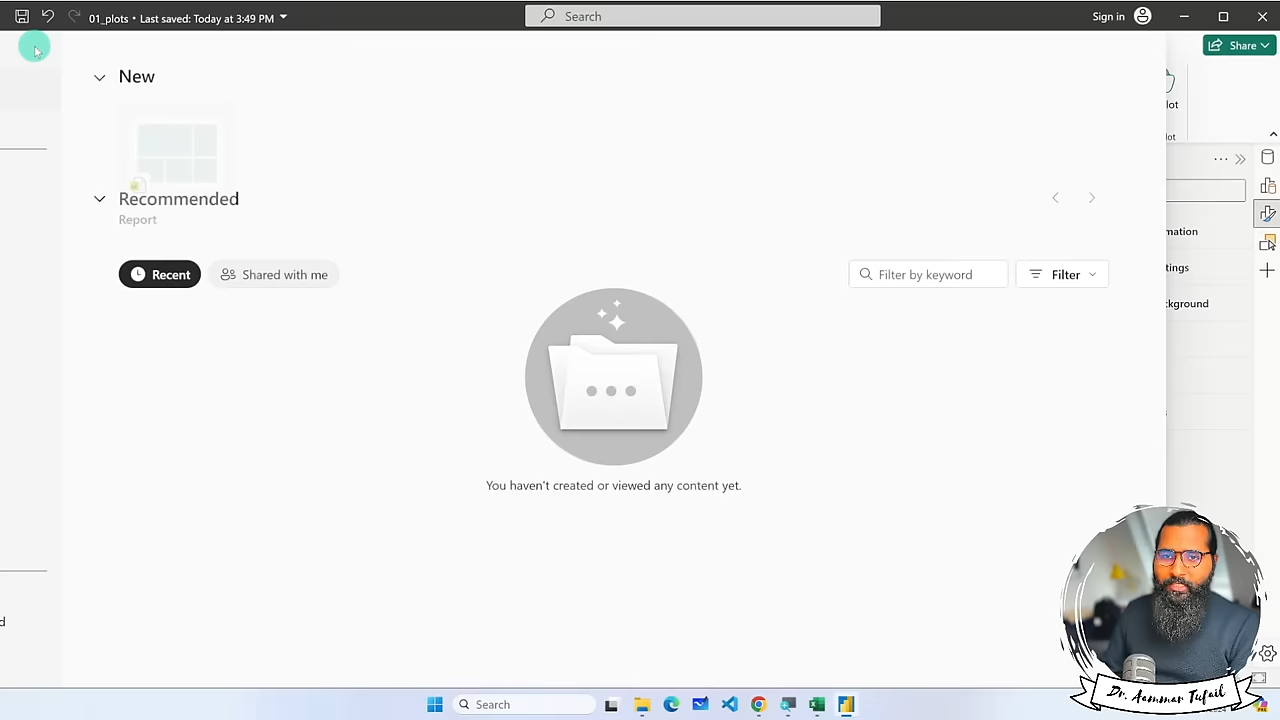 01_plots • Last saved: Today at 3:49 PM
Search
Sign in
Share
New
lot
lot
Recommended
Report
mation
Recent
Shared with me
Filter by keyword
Filter
tings
kground
You haven't created or viewed any content yet.
d
Dr. Aammar Tufail
Search